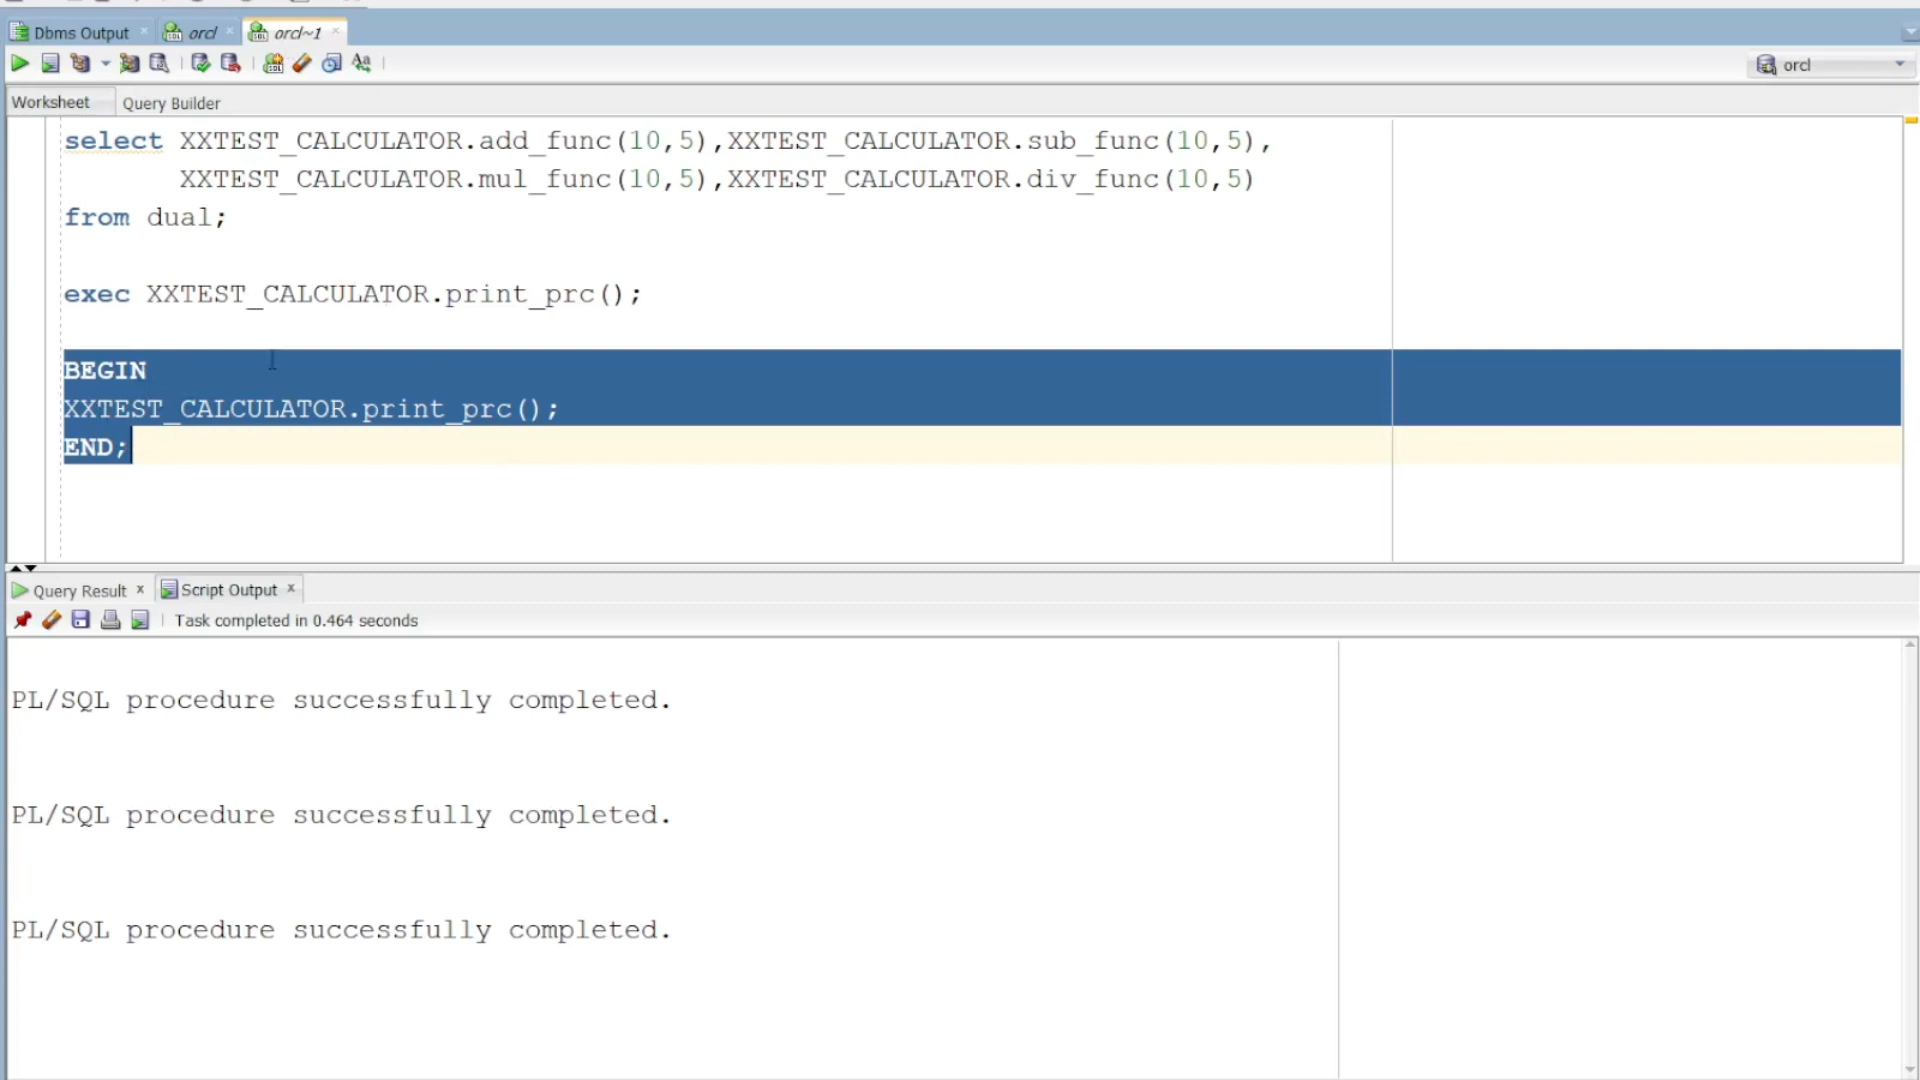 Dbms Output orcl orcl~1
orcl
Worksheet Query Builder
select XXTEST_CALCULATOR.add_func(10,5),XXTEST_CALCULATOR.sub_func(10,5),
XXTEST_CALCULATOR.mul_func(10,5),XXTEST_CALCULATOR.div_func(10,5)
from dual;
exec XXTEST_CALCULATOR.print_prc();
BEGIN
XXTEST_CALCULATOR.print_prc();
END;
Query Result Script Output
Task completed in 0.464 seconds
PL/SQL procedure successfully completed.
PL/SQL procedure successfully completed.
PL/SQL procedure successfully completed.